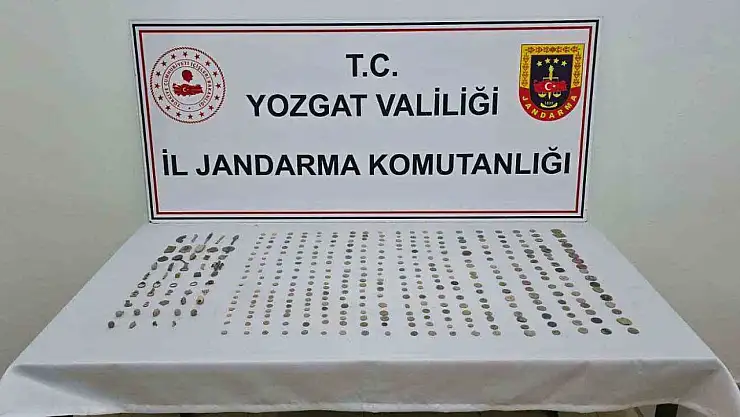 T.C.
YOZGAT VALİLİĞİ
İL JANDARMA KOMUTANLIĞI
JANDARMA